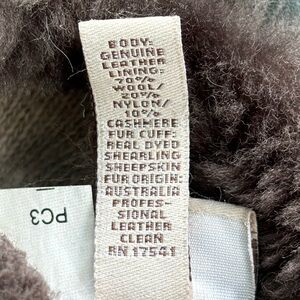 BODY:
GENUINE
LEATHER
LINING:
70%
WOOL/
20%
NYLON/
10%
CASHMERE
FUR CUFF:
REAL DYED
SHEARLING
SHEEPSKIN
FUR ORIGIN:
AUSTRALIA
PROFES-
SIONAL
LEATHER
CLEAN
RN 17541
PC3